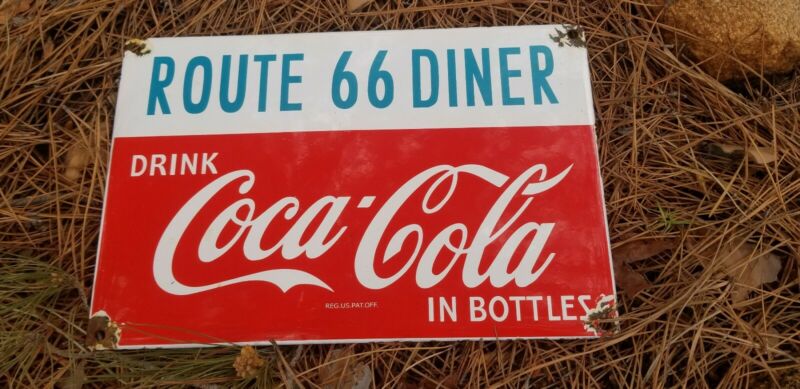 ROUTE 66 DINER
DRINK
Coca-Cola
REG.US.PAT.OFF.
IN BOTTLES